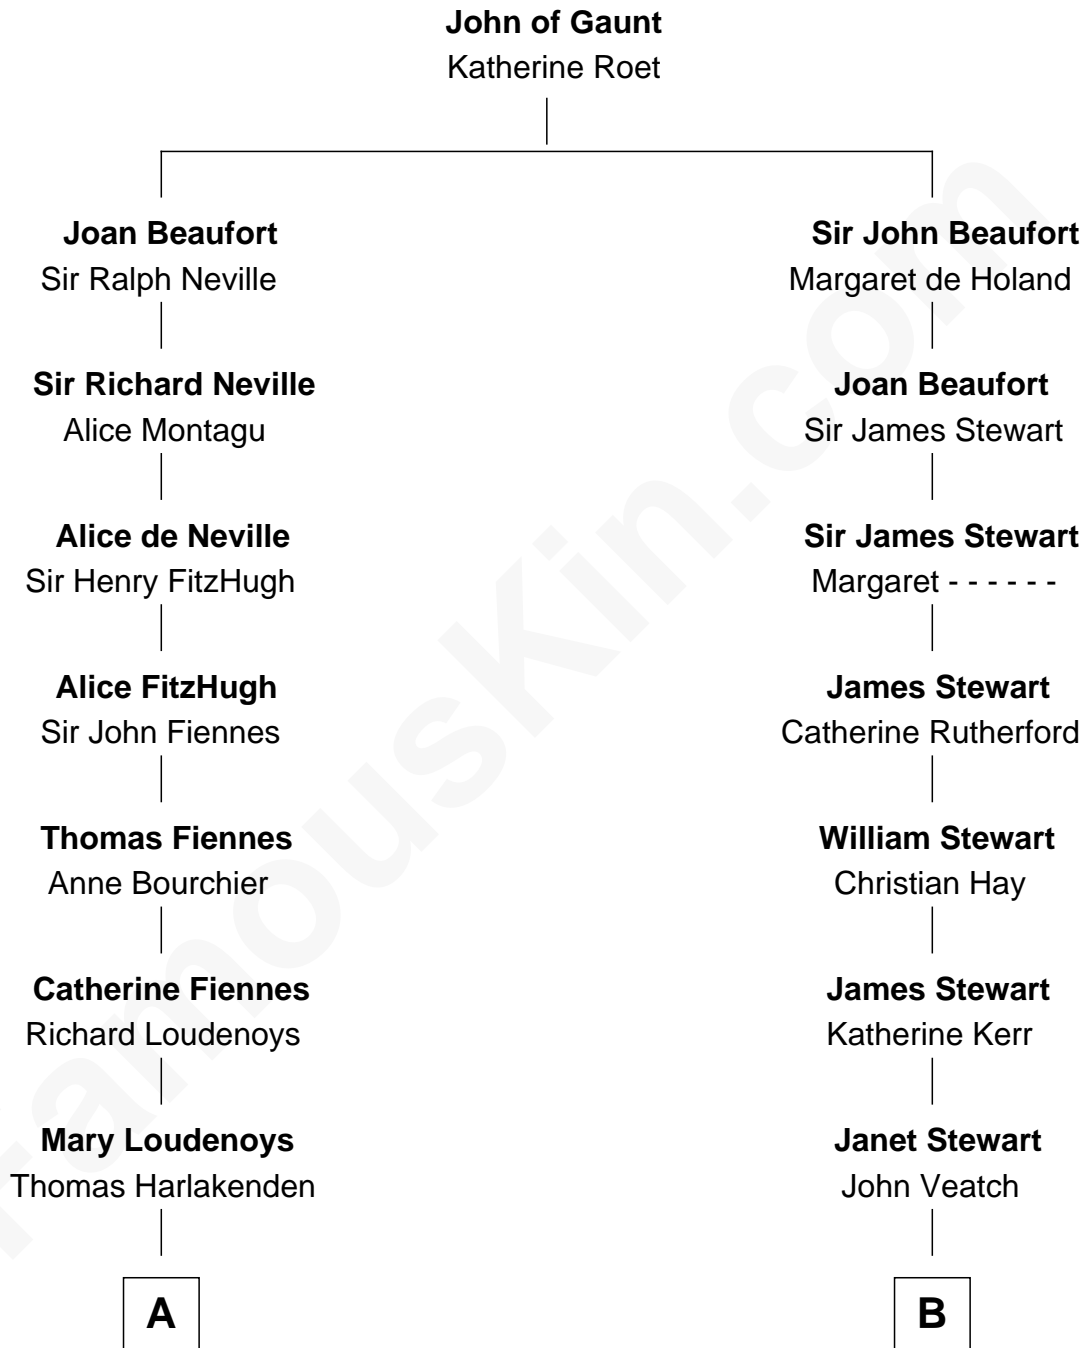 John of Gaunt
Katherine Roet
Joan Beaufort
Sir Ralph Neville
Sir Richard Neville
Alice Montagu
Alice de Neville
Sir Henry FitzHugh
Alice FitzHugh
Sir John Fiennes
Thomas Fiennes
Anne Bourchier
Catherine Fiennes
Richard Loudenoys
Mary Loudenoys
Thomas Harlakenden
A
Sir John Beaufort
Margaret de Holand
Joan Beaufort
Sir James Stewart
Sir James Stewart
Margaret - - - - - -
James Stewart
Catherine Rutherford
William Stewart
Christian Hay
James Stewart
Katherine Kerr
Janet Stewart
John Veatch
B
FamousKin.com